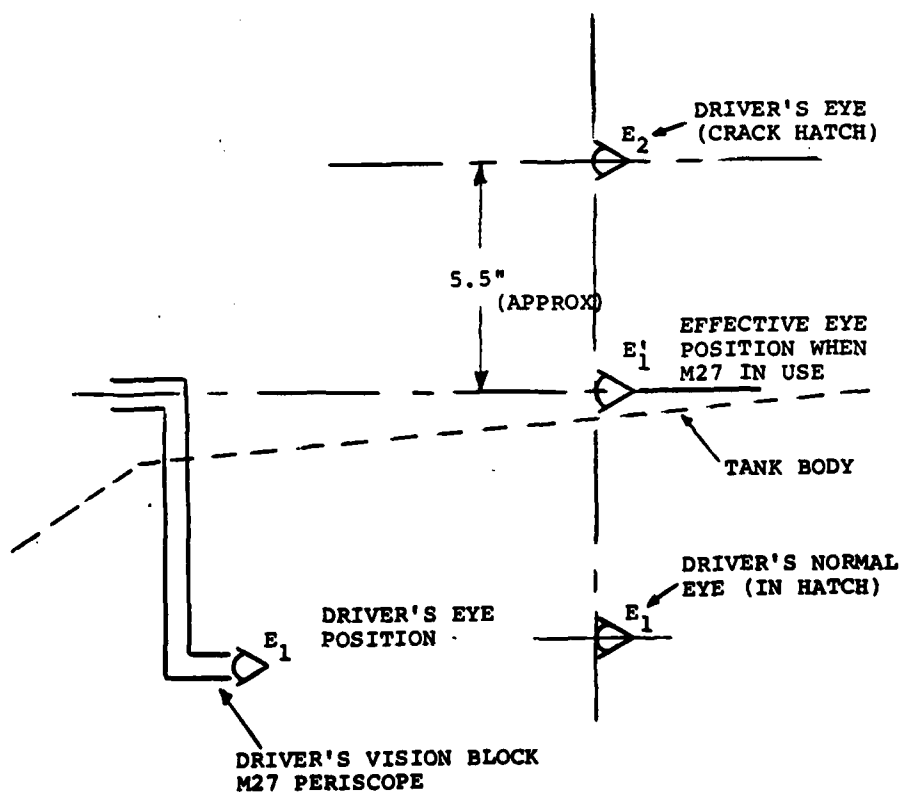 DRIVER'S EYE
(CRACK HATCH)
E2
5.5"
(APPROX)
EFFECTIVE EYE
POSITION WHEN
M27 IN USE
E'1
TANK BODY
DRIVER'S NORMAL
EYE (IN HATCH)
E1
DRIVER'S EYE
POSITION
E1
DRIVER'S VISION BLOCK
M27 PERISCOPE